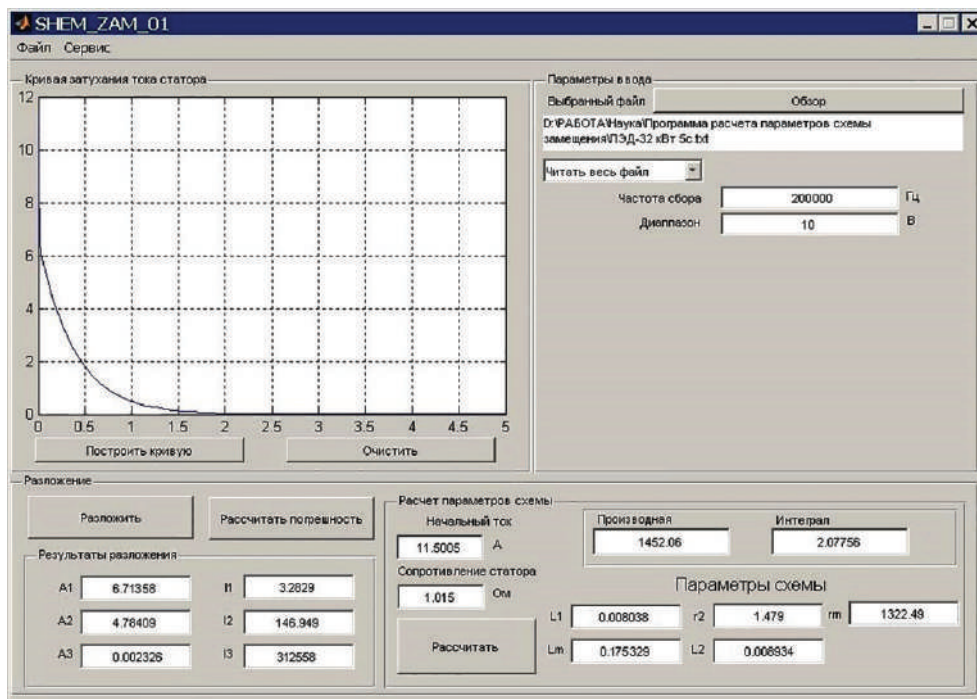 SHEM_ZAM_01
Файл Сервис
Кривая затухания тока статора
12
10
8
6
4
2
0
0 0.5 1 1.5 2 2.5 3 3.5 4 4.5 5
Построить кривую Очистить
Параметры ввода
Выбранный файл Обзор
D:\РАБОТА\Наука\Программа расчета параметров схемы
замещения\ПЭД-32 кВт 5с.txt
Читать весь файл
Частота сбора 200000 Гц
Диаппазон 10 В
Разложение
Разложить Рассчитать погрешность
Результаты разложения
A1 6.71358 l1 3.2829
A2 4.78409 l2 146.949
A3 0.002326 l3 312558
Расчет параметров схемы
Начальный ток
11.5005 А
Сопротивление статора
1.015 Ом
Рассчитать
Производная Интеграл
1452.06 2.07756
Параметры схемы
L1 0.008038 r2 1.479 rm 1322.49
Lm 0.175329 L2 0.008934